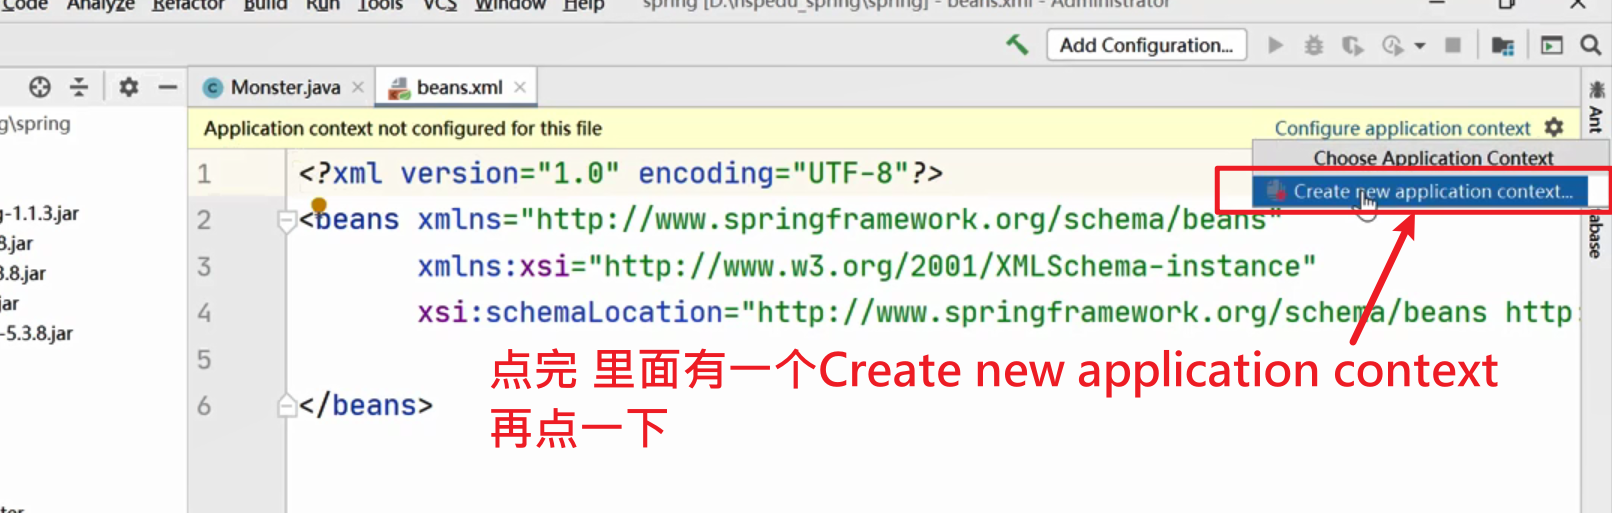 Code Analyze Refactor Build Run Tools VCS Window Help spring [D:\hspedu_spring\spring] - beans.xml - Administrator
Add Configuration...
Monster.java beans.xml
g\spring
Application context not configured for this file Configure application context
Ant
Choose Application Context
1 <?xml version="1.0" encoding="UTF-8"?>
Create new application context...
g-1.1.3.jar
2 <beans xmlns="http://www.springframework.org/schema/beans"
8.jar
abase
3 xmlns:xsi="http://www.w3.org/2001/XMLSchema-instance"
3.8.jar
4 xsi:schemaLocation="http://www.springframework.org/schema/beans http:
jar
-5.3.8.jar
5
点完 里面有一个Create new application context
6 </beans>
再点一下